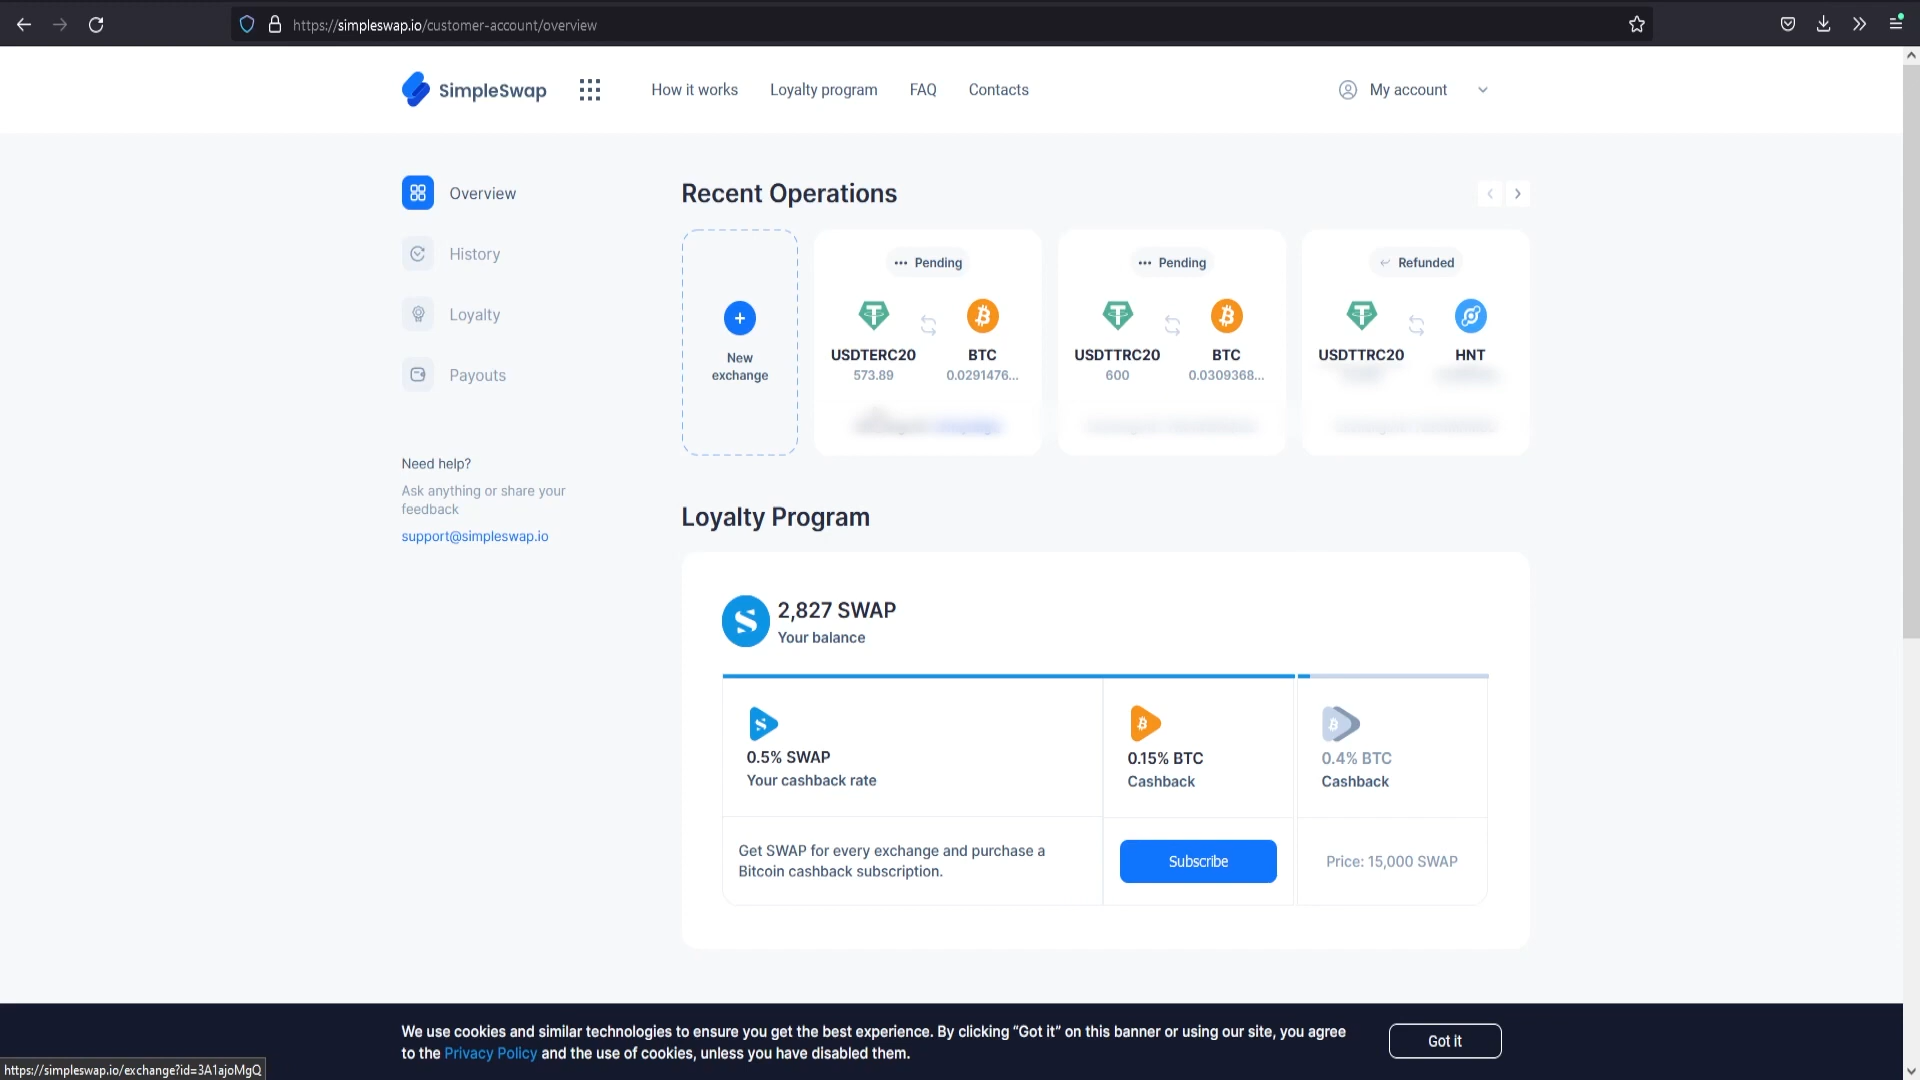 https://simpleswap.io/customer-account/overview
SimpleSwap
How it works
Loyalty program
FAQ
Contacts
My account
Overview
History
Loyalty
Payouts
Need help?
Ask anything or share your
feedback
support@simpleswap.io
Recent Operations
New
exchange
Pending
USDTERC20
BTC
573.89
0.0291476...
Pending
USDTTRC20
BTC
600
0.0309368...
Refunded
USDTTRC20
HNT
Loyalty Program
2,827 SWAP
Your balance
0.5% SWAP
Your cashback rate
0.15% BTC
Cashback
0.4% BTC
Cashback
Get SWAP for every exchange and purchase a
Bitcoin cashback subscription.
Subscribe
Price: 15,000 SWAP
We use cookies and similar technologies to ensure you get the best experience. By clicking “Got it” on this banner or using our site, you agree
to the Privacy Policy and the use of cookies, unless you have disabled them.
Got it
https://simpleswap.io/exchange?id=3A1ajoMgQ